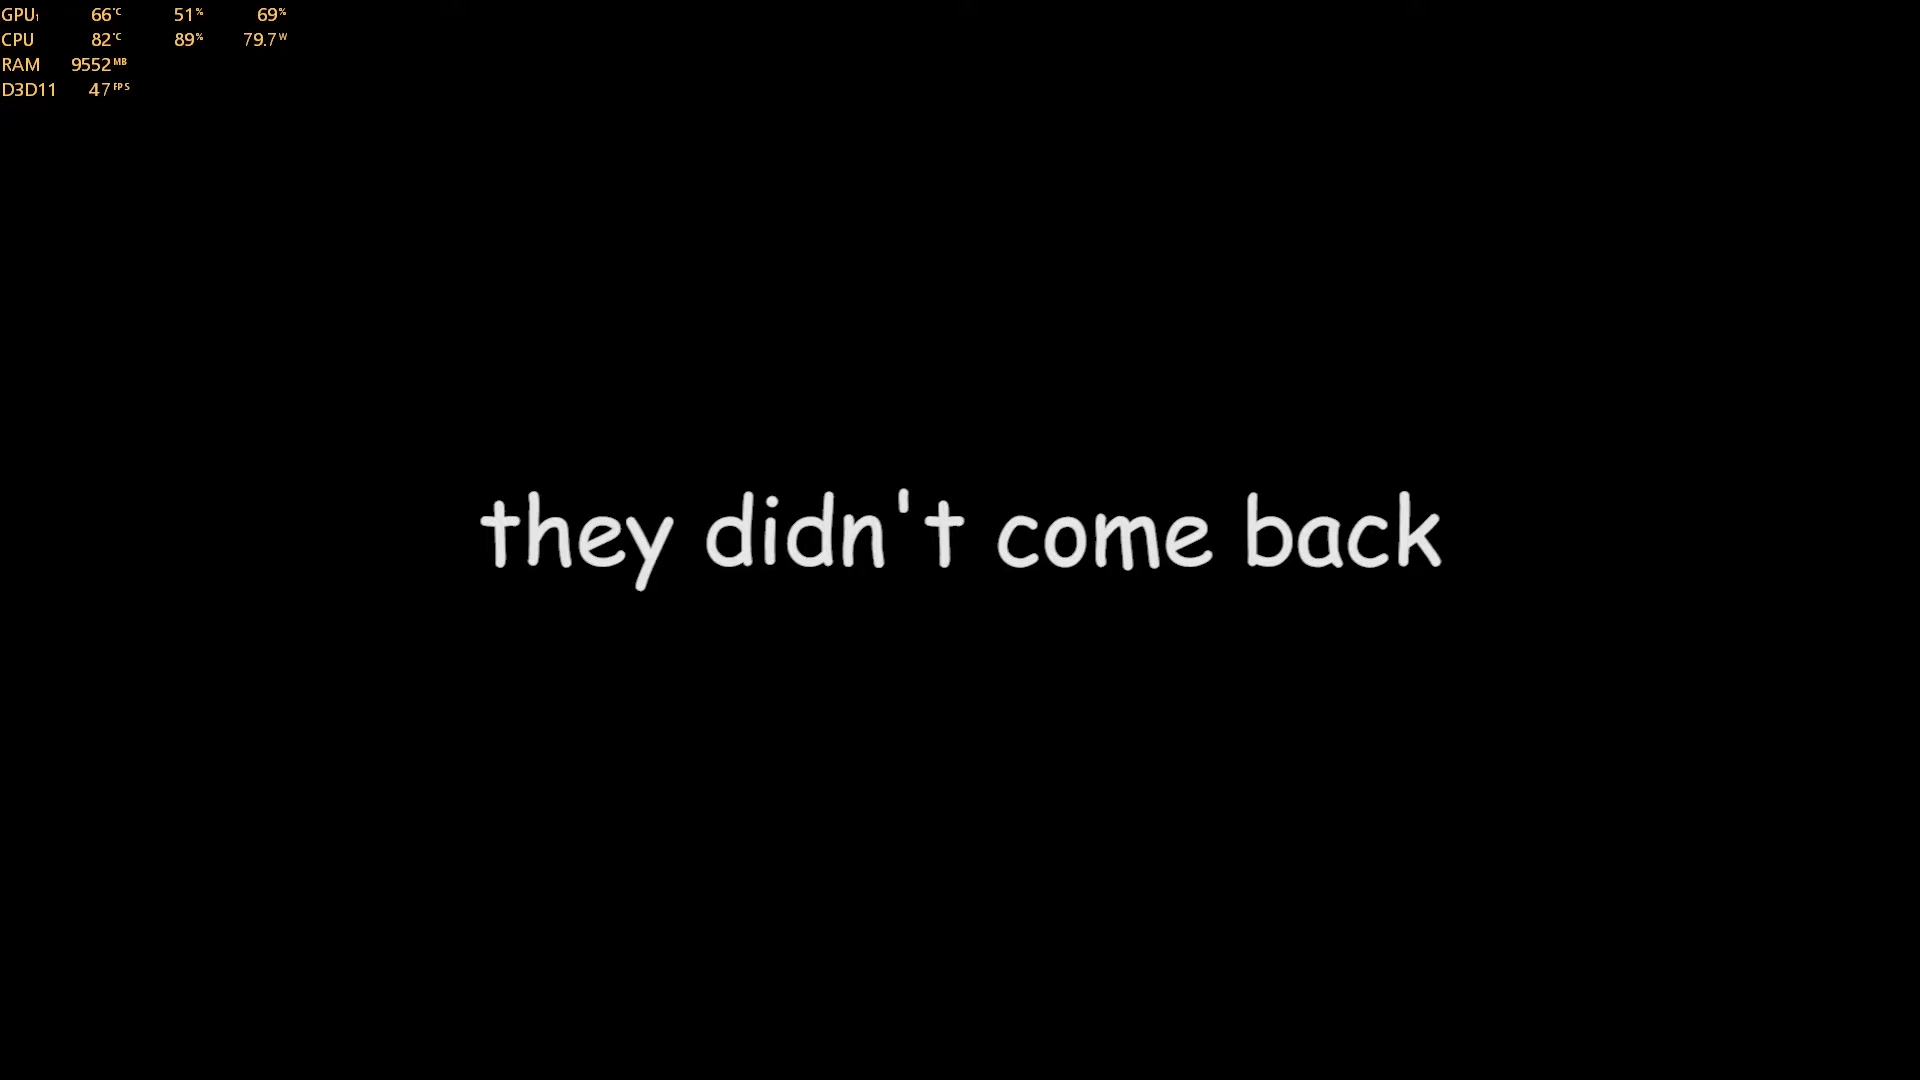 GPU1 66°C 51% 69%
CPU 82°C 89% 79.7W
RAM 9552MB
D3D11 47FPS
they didn't come back